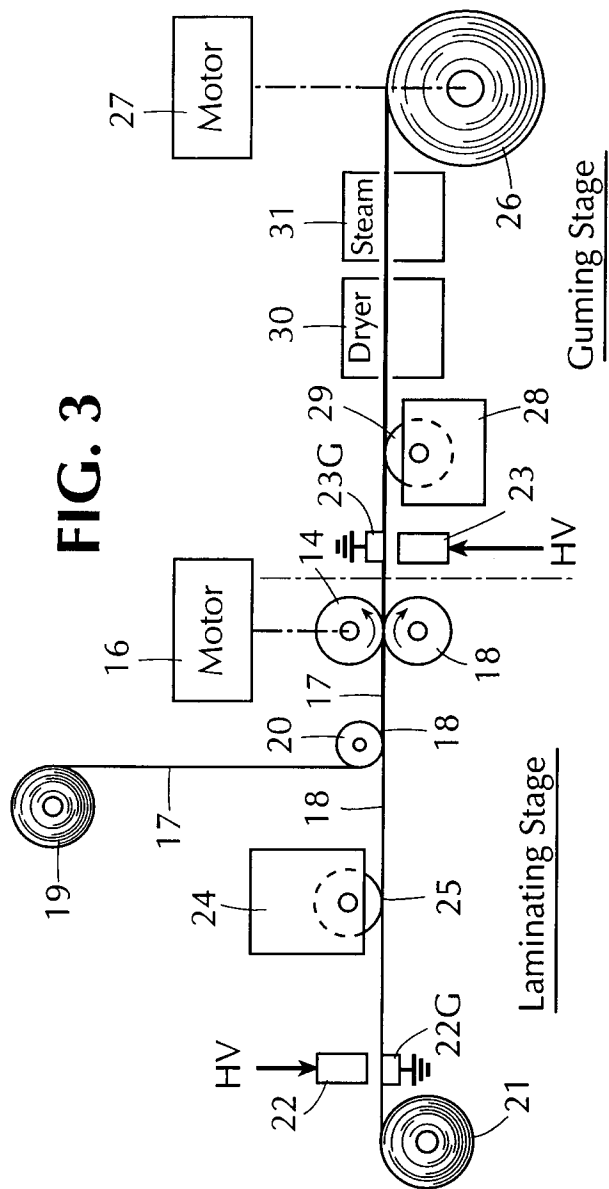 FIG. 3
19
17
16
Motor
27
Motor
HV
22
24
18
20
17
14
23G
29
30
Dryer
31
Steam
21
22G
25
18
18
23
HV
28
26
Laminating Stage
Guming Stage